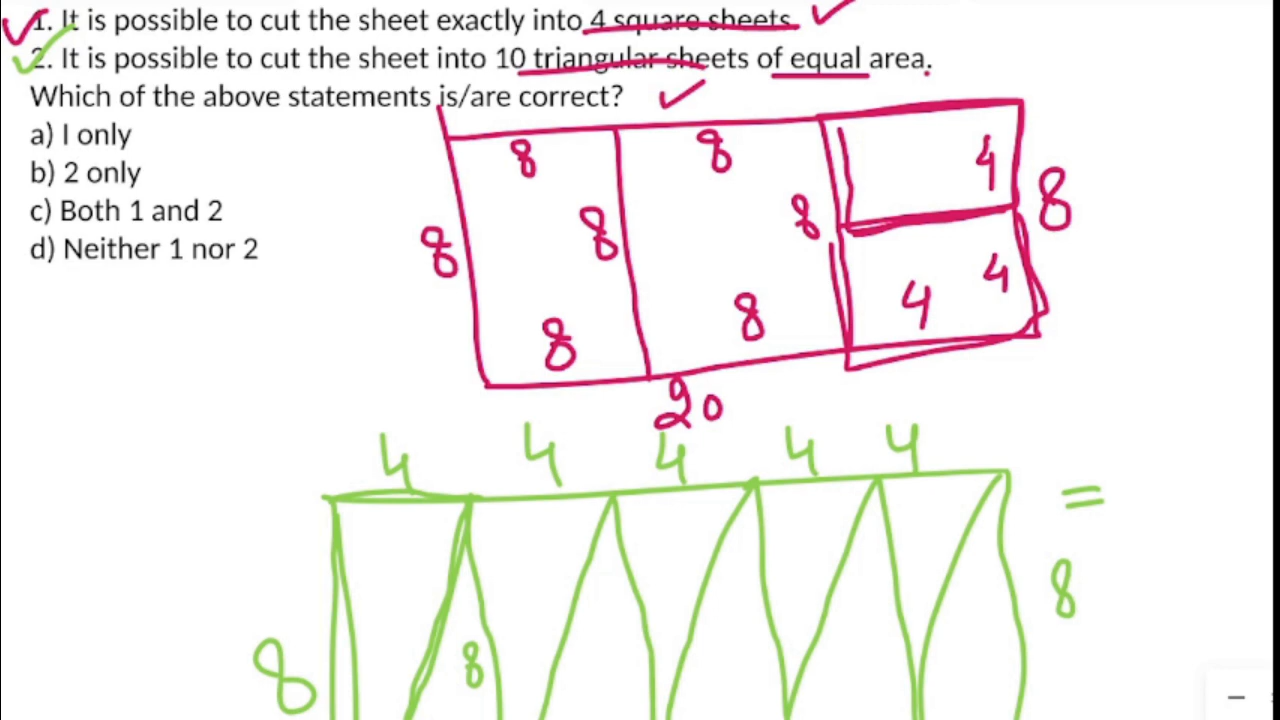 1. It is possible to cut the sheet exactly into 4 square sheets.
2. It is possible to cut the sheet into 10 triangular sheets of equal area.
Which of the above statements is/are correct?
a) I only
b) 2 only
c) Both 1 and 2
d) Neither 1 nor 2
8 8 4
8 8 8 8
8 8 4 4
20
4 4 4 4 4
=
8
8 8